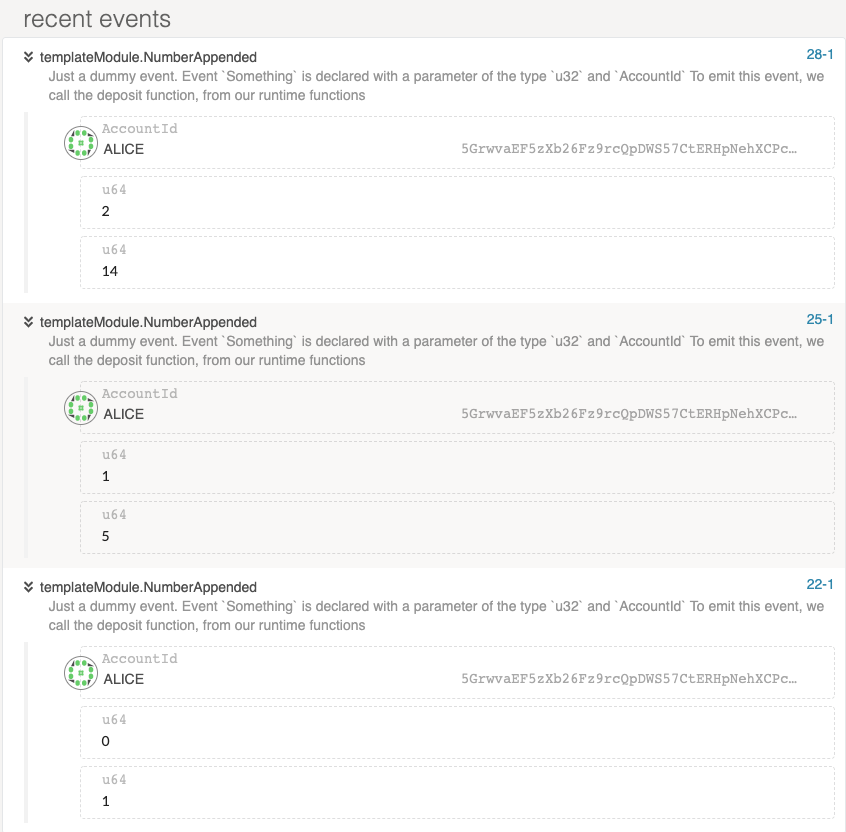 recent events
templateModule.NumberAppended 28-1
Just a dummy event. Event `Something` is declared with a parameter of the type `u32` and `AccountId` To emit this event, we
call the deposit function, from our runtime functions
AccountId
ALICE 5GrwvaEF5zXb26Fz9rcQpDWS57CtERHpNehXCPc…
u64
2
u64
14
templateModule.NumberAppended 25-1
Just a dummy event. Event `Something` is declared with a parameter of the type `u32` and `AccountId` To emit this event, we
call the deposit function, from our runtime functions
AccountId
ALICE 5GrwvaEF5zXb26Fz9rcQpDWS57CtERHpNehXCPc…
u64
1
u64
5
templateModule.NumberAppended 22-1
Just a dummy event. Event `Something` is declared with a parameter of the type `u32` and `AccountId` To emit this event, we
call the deposit function, from our runtime functions
AccountId
ALICE 5GrwvaEF5zXb26Fz9rcQpDWS57CtERHpNehXCPc…
u64
0
u64
1